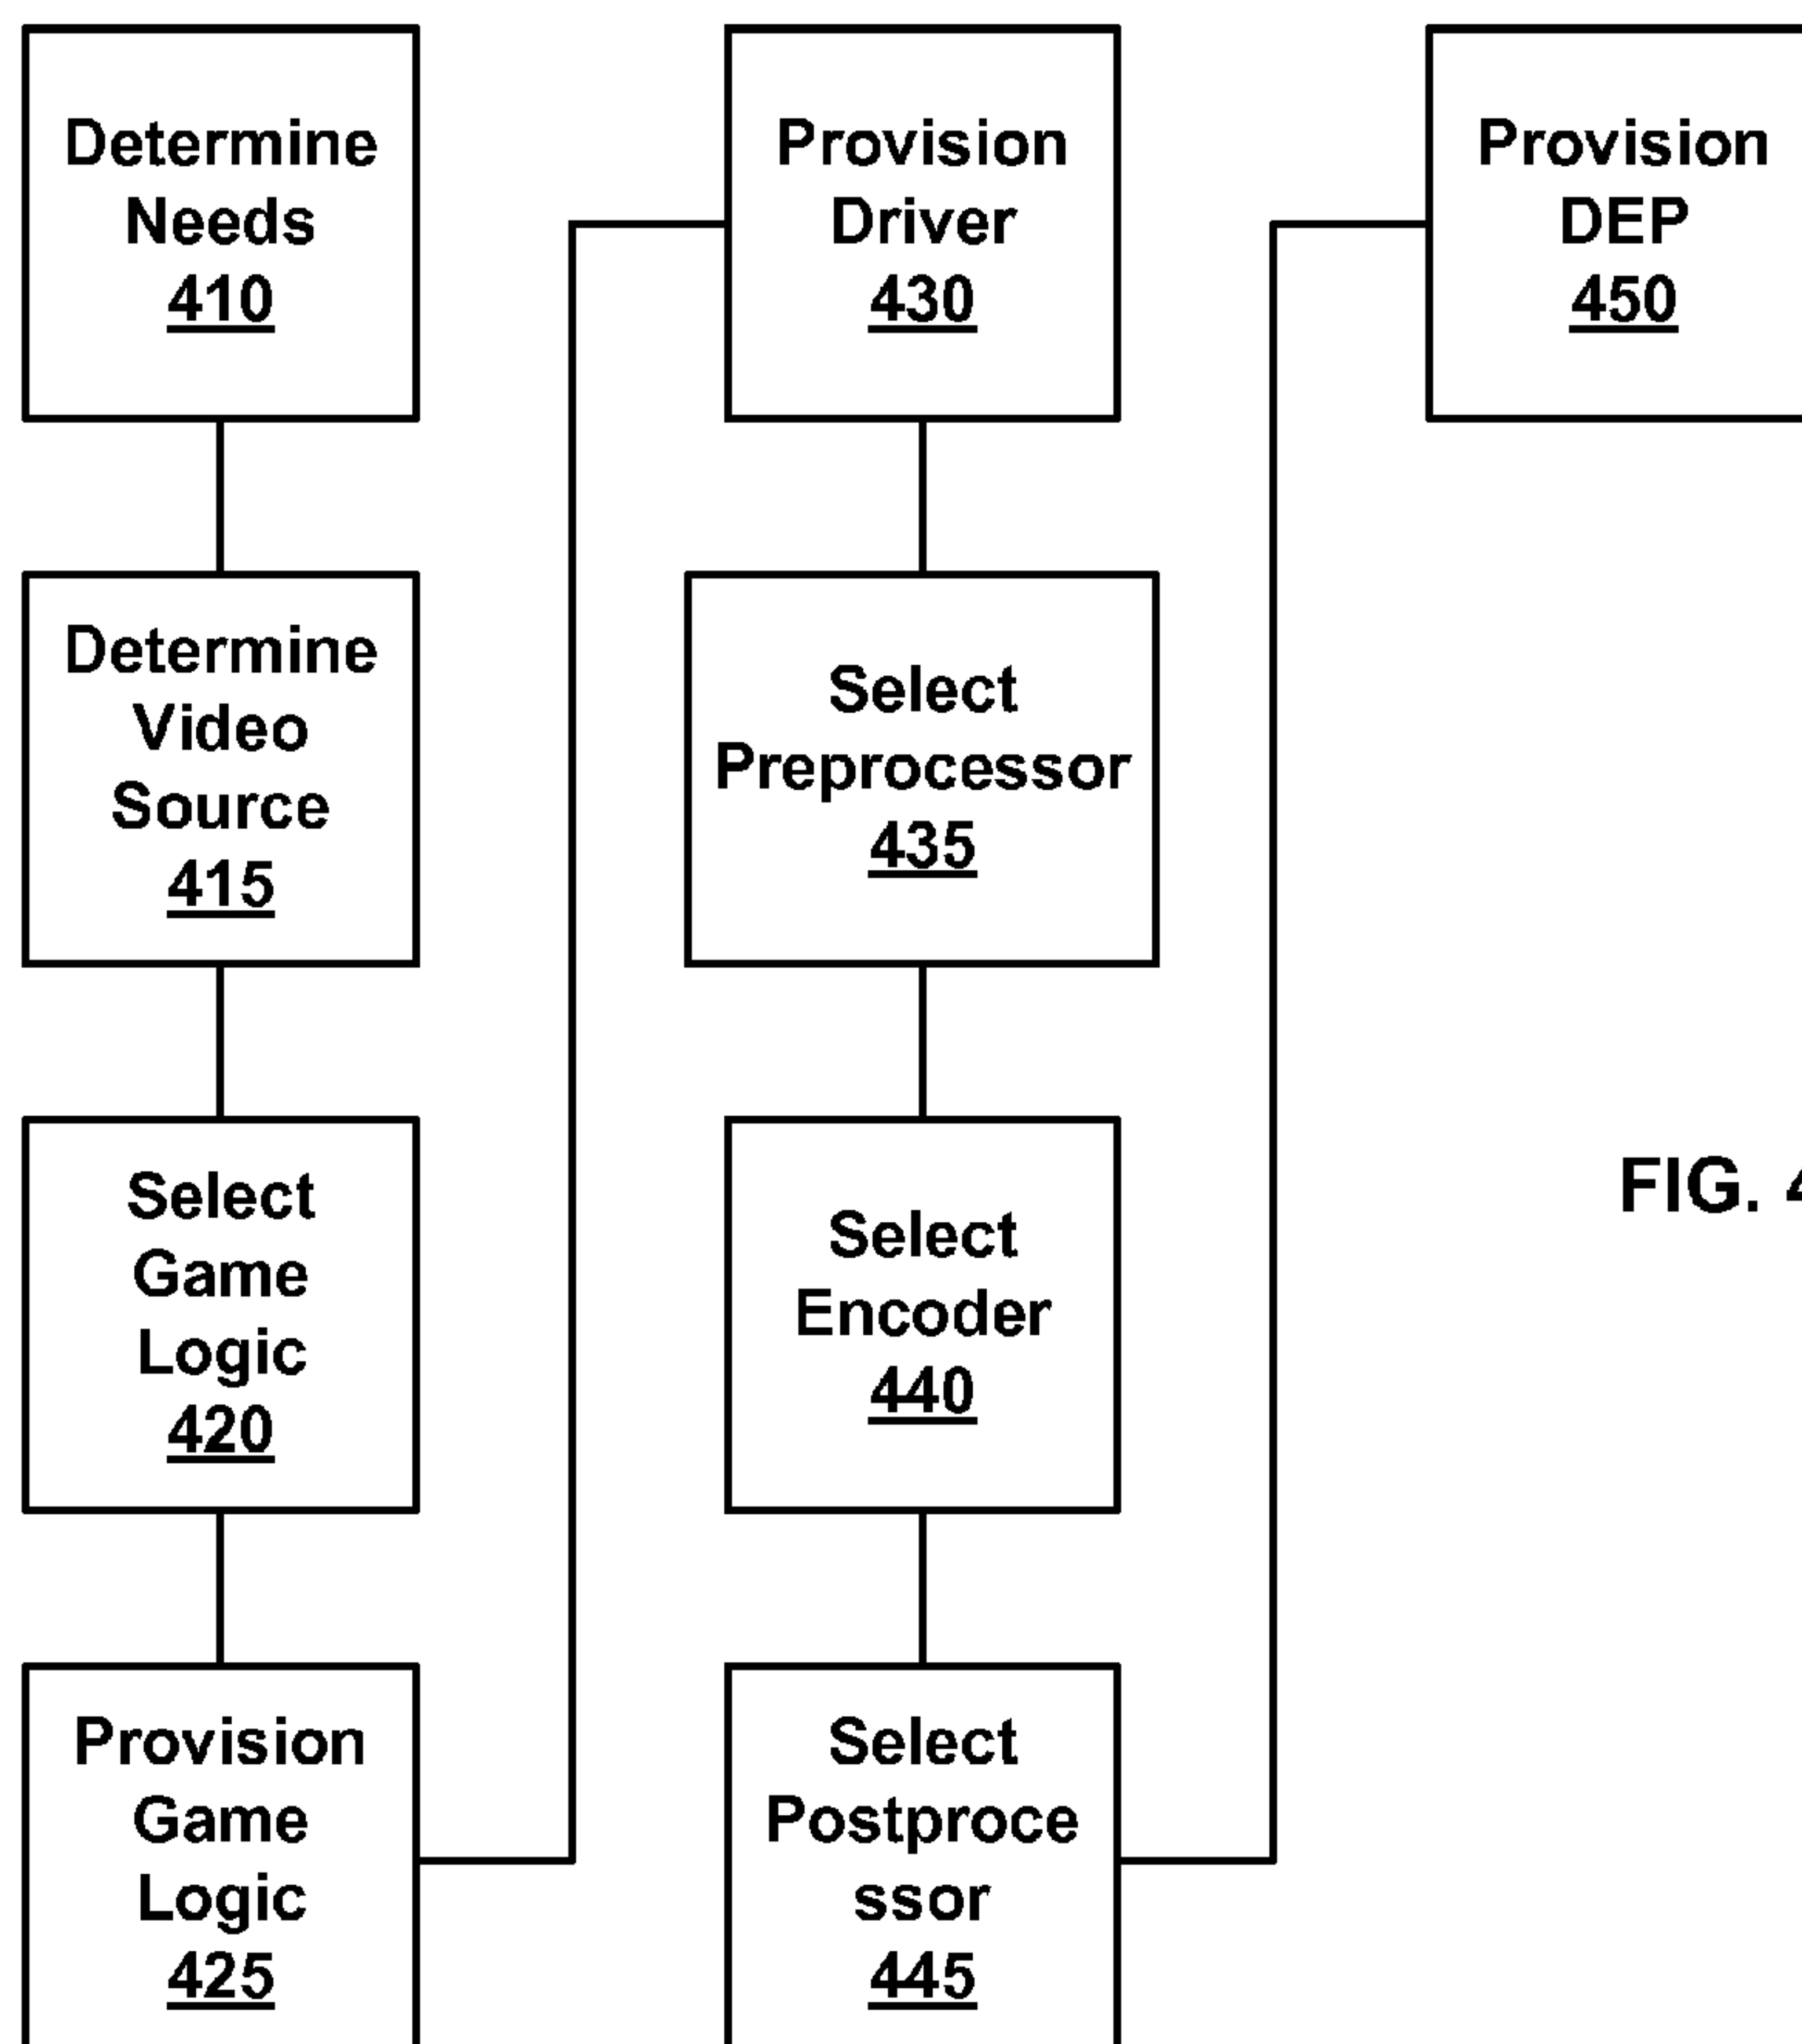 Determine
Needs
410
Determine
Video
Source
415
Select
Game
Logic
420
Provision
Game
Logic
425
Provision
Driver
430
Select
Preprocessor
435
Select
Encoder
440
Select
Postproce
ssor
445
Provision
DEP
450
FIG. 4